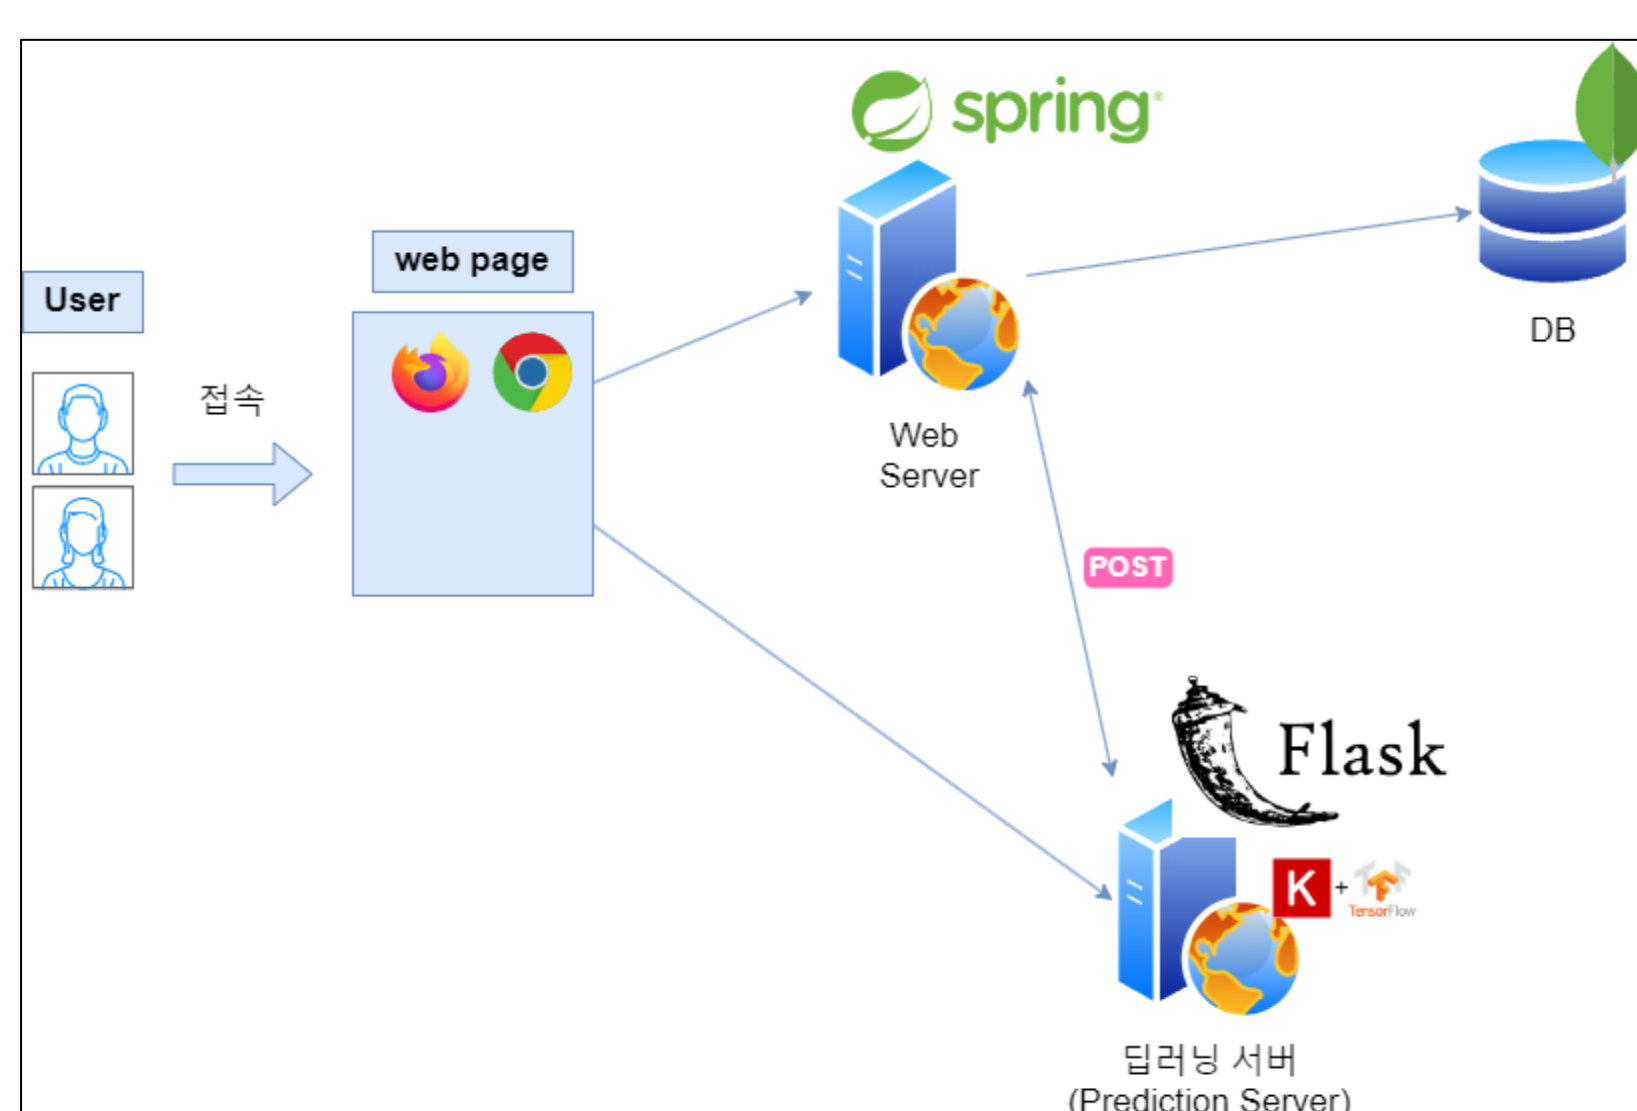 spring
web page
User
접속
DB
Web
Server
POST
Flask
K + TensorFlow
딥러닝 서버
(Prediction Server)